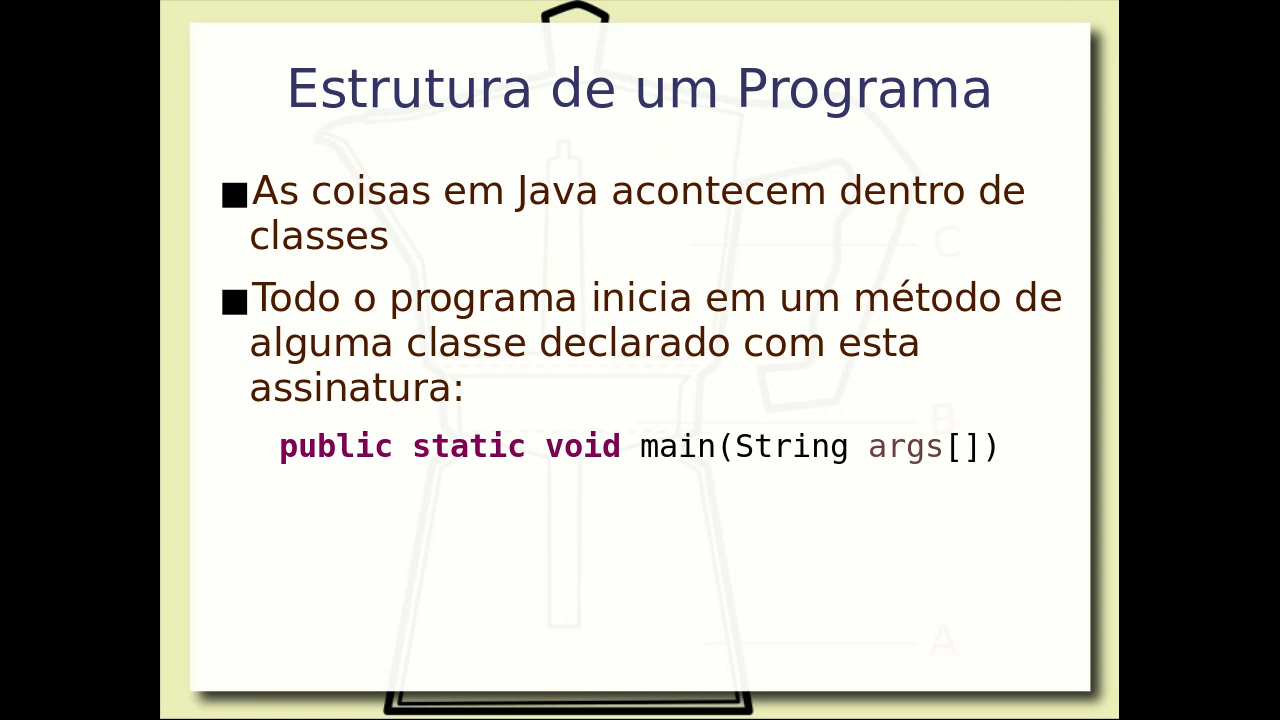 Estrutura de um Programa
■As coisas em Java acontecem dentro de
classes
■Todo o programa inicia em um método de
alguma classe declarado com esta
assinatura:
public static void main(String args[])
C
B
A